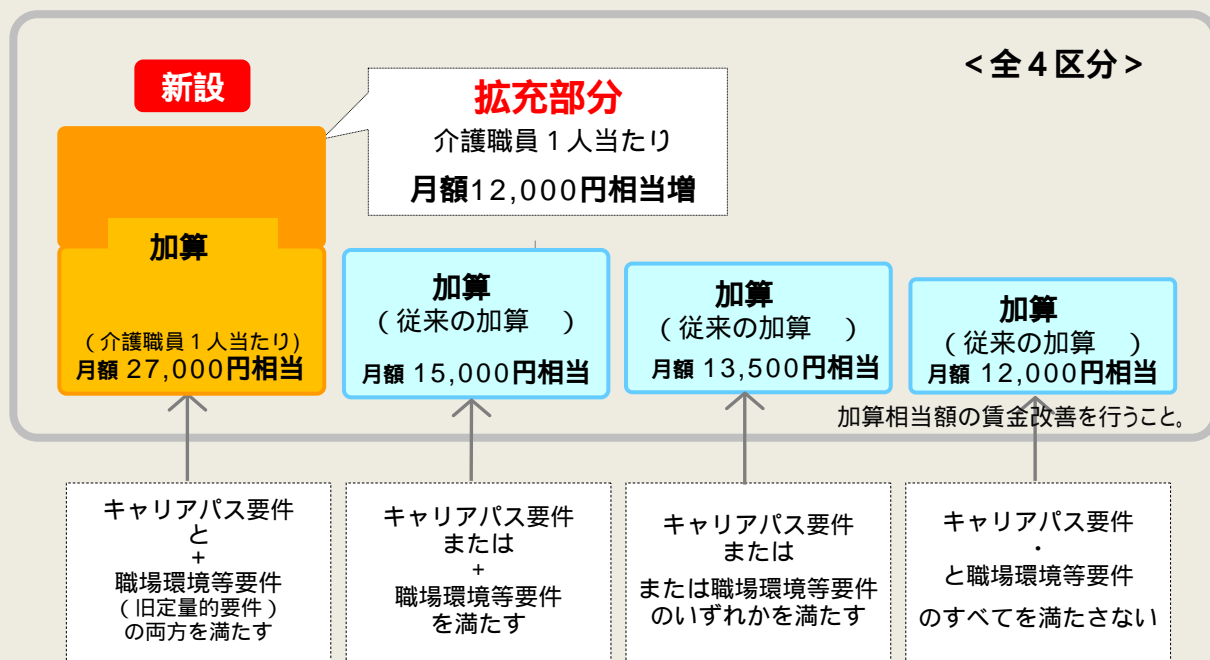 <全4区分>
新設
拡充部分
介護職員1人当たり
月額12,000円相当増
加算
(介護職員1人当たり)
月額 27,000円相当
加算
(従来の加算 )
月額 15,000円相当
加算
(従来の加算 )
月額 13,500円相当
加算
(従来の加算 )
月額 12,000円相当
加算相当額の賃金改善を行うこと。
キャリアパス要件
と
+
職場環境等要件
(旧定量的要件)
の両方を満たす
キャリアパス要件
または
+
職場環境等要件
を満たす
キャリアパス要件
または
または職場環境等要件
のいずれかを満たす
キャリアパス要件
・
と職場環境等要件
のすべてを満たさない